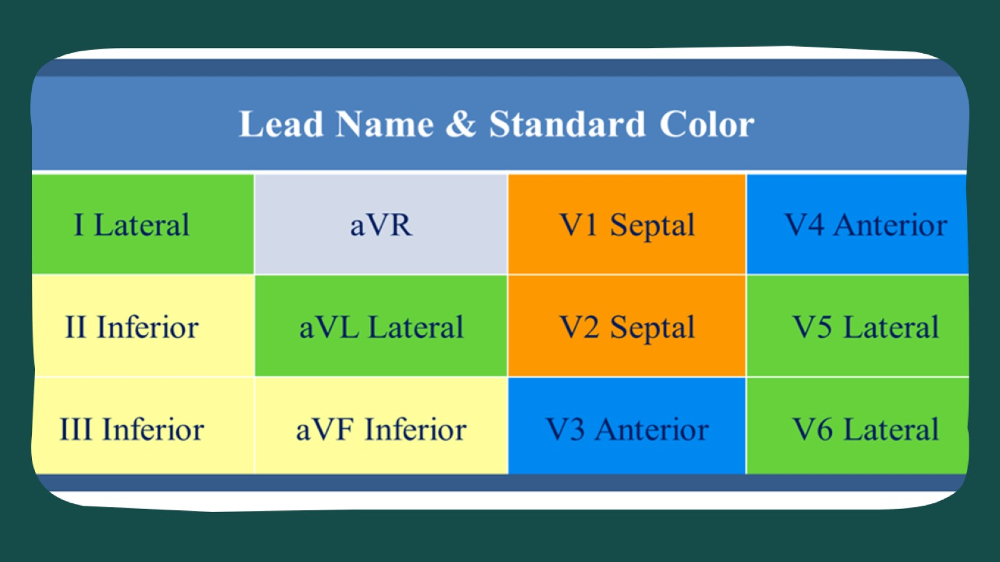 Lead Name & Standard Color
I Lateral
aVR
V1 Septal
V4 Anterior
II Inferior
aVL Lateral
V2 Septal
V5 Lateral
III Inferior
aVF Inferior
V3 Anterior
V6 Lateral